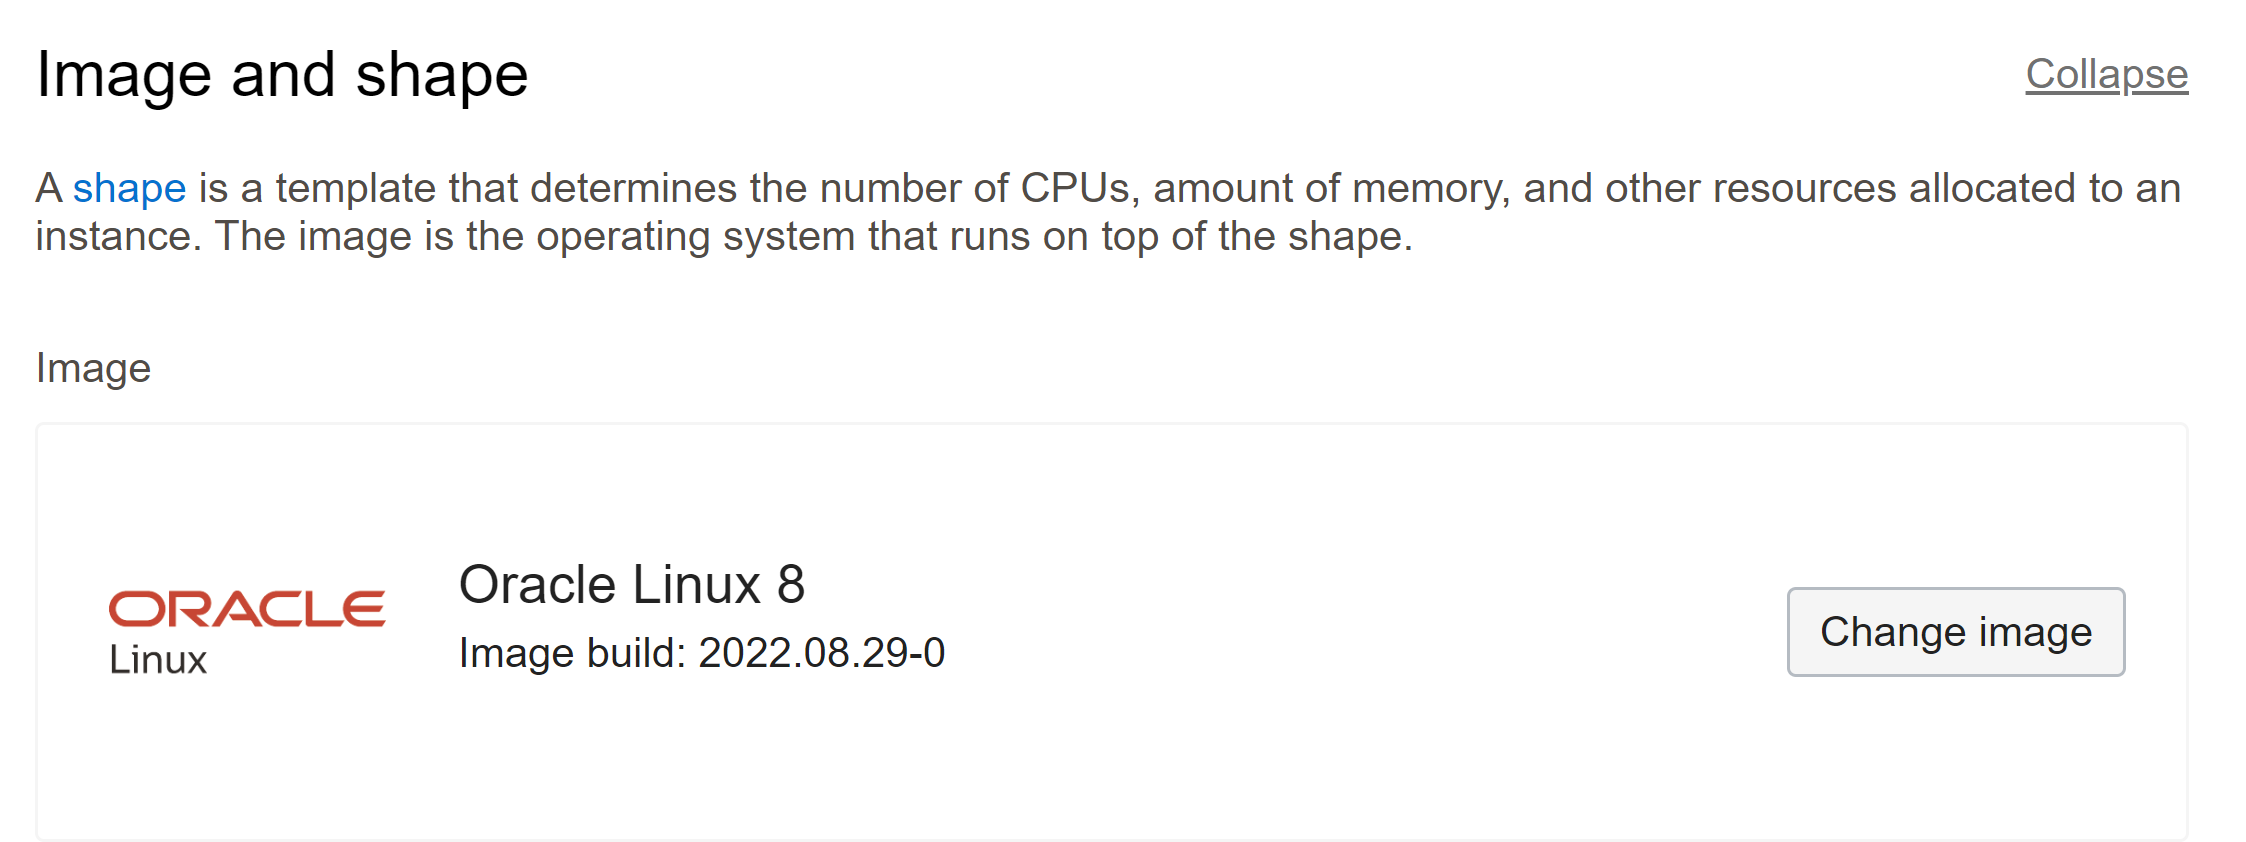 Image and shape
Collapse
A shape is a template that determines the number of CPUs, amount of memory, and other resources allocated to an
instance. The image is the operating system that runs on top of the shape.
Image
ORACLE
Linux
Oracle Linux 8
Image build: 2022.08.29-0
Change image